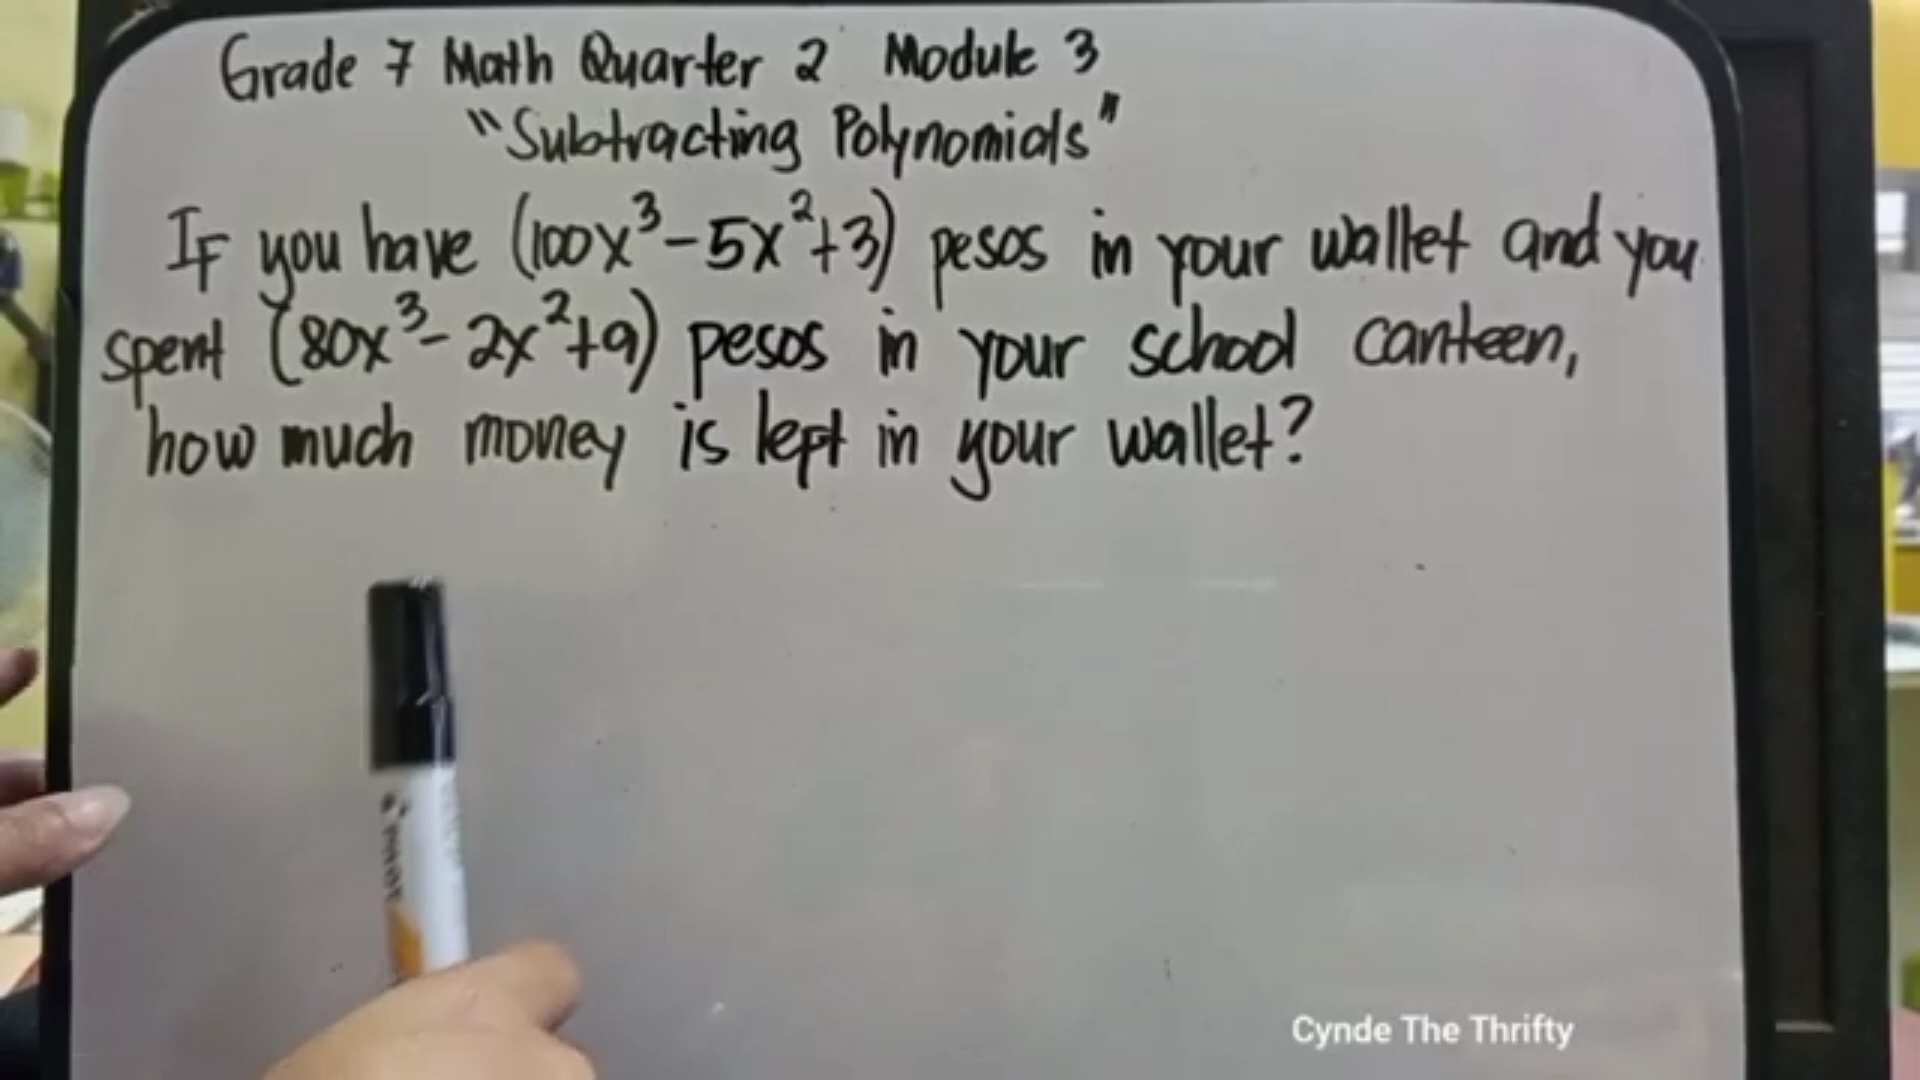 Grade 7 Math Quarter 2 Module 3
"Subtracting Polynomials"
If you have (100x³-5x²+3) pesos in your wallet and you
spent (80x³-2x²+9) pesos in your school canteen,
how much money is lept in your wallet?
PILOT
Cynde The Thrifty